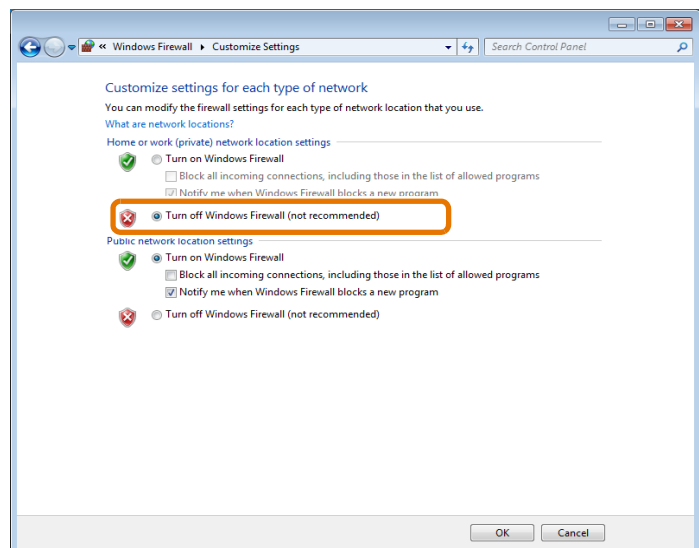 « Windows Firewall ▸ Customize Settings
Search Control Panel
Customize settings for each type of network
You can modify the firewall settings for each type of network location that you use.
What are network locations?
Home or work (private) network location settings
Turn on Windows Firewall
Block all incoming connections, including those in the list of allowed programs
Notify me when Windows Firewall blocks a new program
Turn off Windows Firewall (not recommended)
Public network location settings
Turn on Windows Firewall
Block all incoming connections, including those in the list of allowed programs
Notify me when Windows Firewall blocks a new program
Turn off Windows Firewall (not recommended)
OK
Cancel